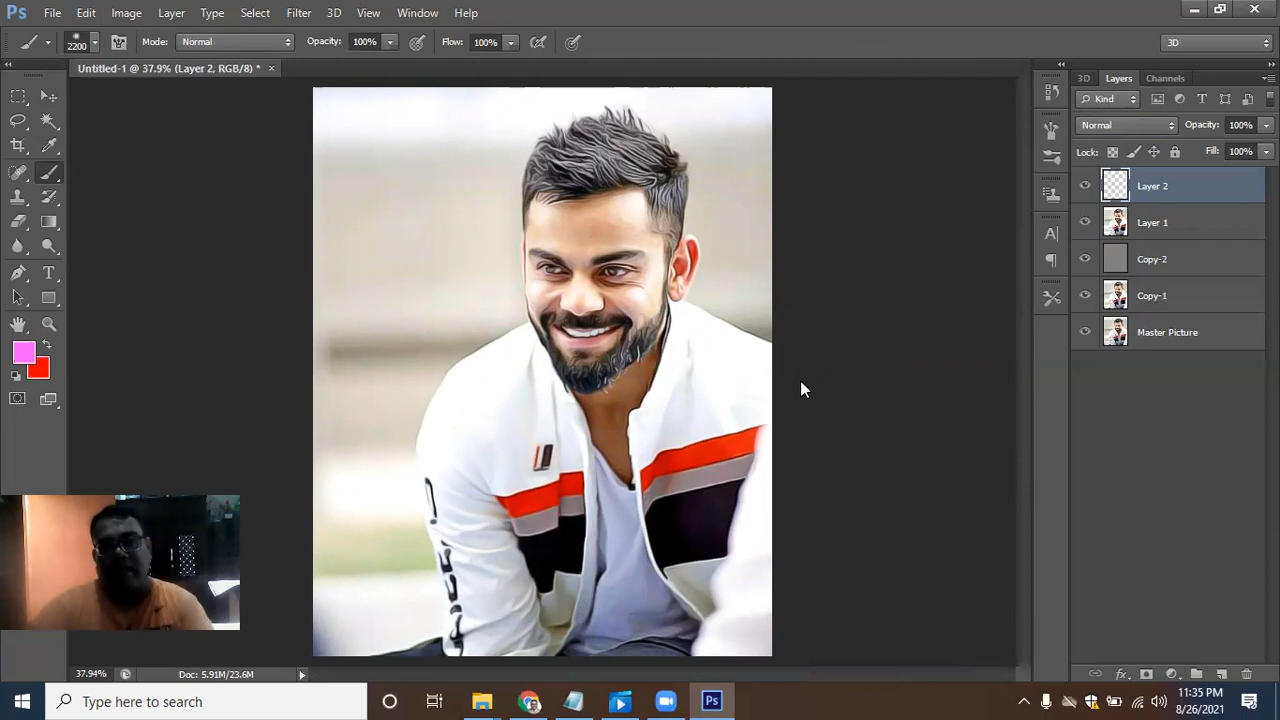 Ps File Edit Image Layer Type Select Filter 3D View Window Help
2200 Mode: Normal Opacity: 100% Flow: 100% 3D
Untitled-1 @ 37.9% (Layer 2, RGB/8) * ×
3D Layers Channels
Kind
Normal Opacity: 100%
Lock: Fill: 100%
Layer 2
Layer 1
Copy-2
Copy-1
Master Picture
37.94% Doc: 5.91M/23.6M
Type here to search
Ps
11:35 PM
8/26/2021